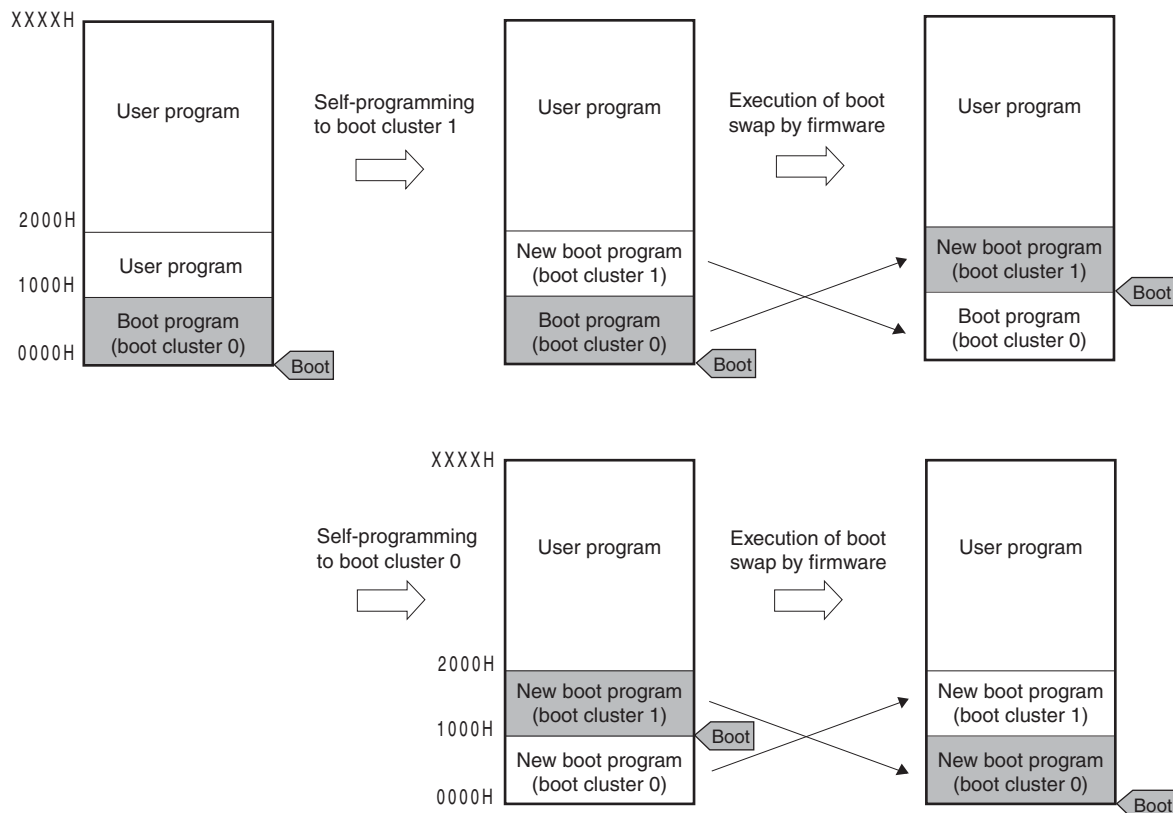 XXXXH
User program
2000H
User program
1000H
Boot program
(boot cluster 0)
0000H
Boot
Self-programming
to boot cluster 1
User program
New boot program
(boot cluster 1)
Boot program
(boot cluster 0)
Boot
Execution of boot
swap by firmware
User program
New boot program
(boot cluster 1)
Boot
Boot program
(boot cluster 0)
Self-programming
to boot cluster 0
XXXXH
User program
2000H
New boot program
(boot cluster 1)
1000H
Boot
New boot program
(boot cluster 0)
0000H
Execution of boot
swap by firmware
User program
New boot program
(boot cluster 1)
New boot program
(boot cluster 0)
Boot